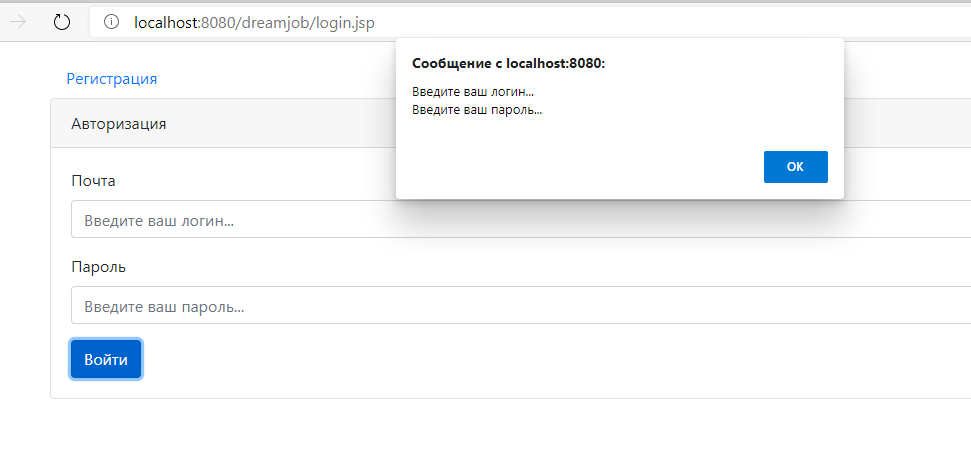 localhost:8080/dreamjob/login.jsp
Сообщение с localhost:8080:
Введите ваш логин...
Введите ваш пароль...
OK
Регистрация
Авторизация
Почта
Введите ваш логин...
Пароль
Введите ваш пароль...
Войти